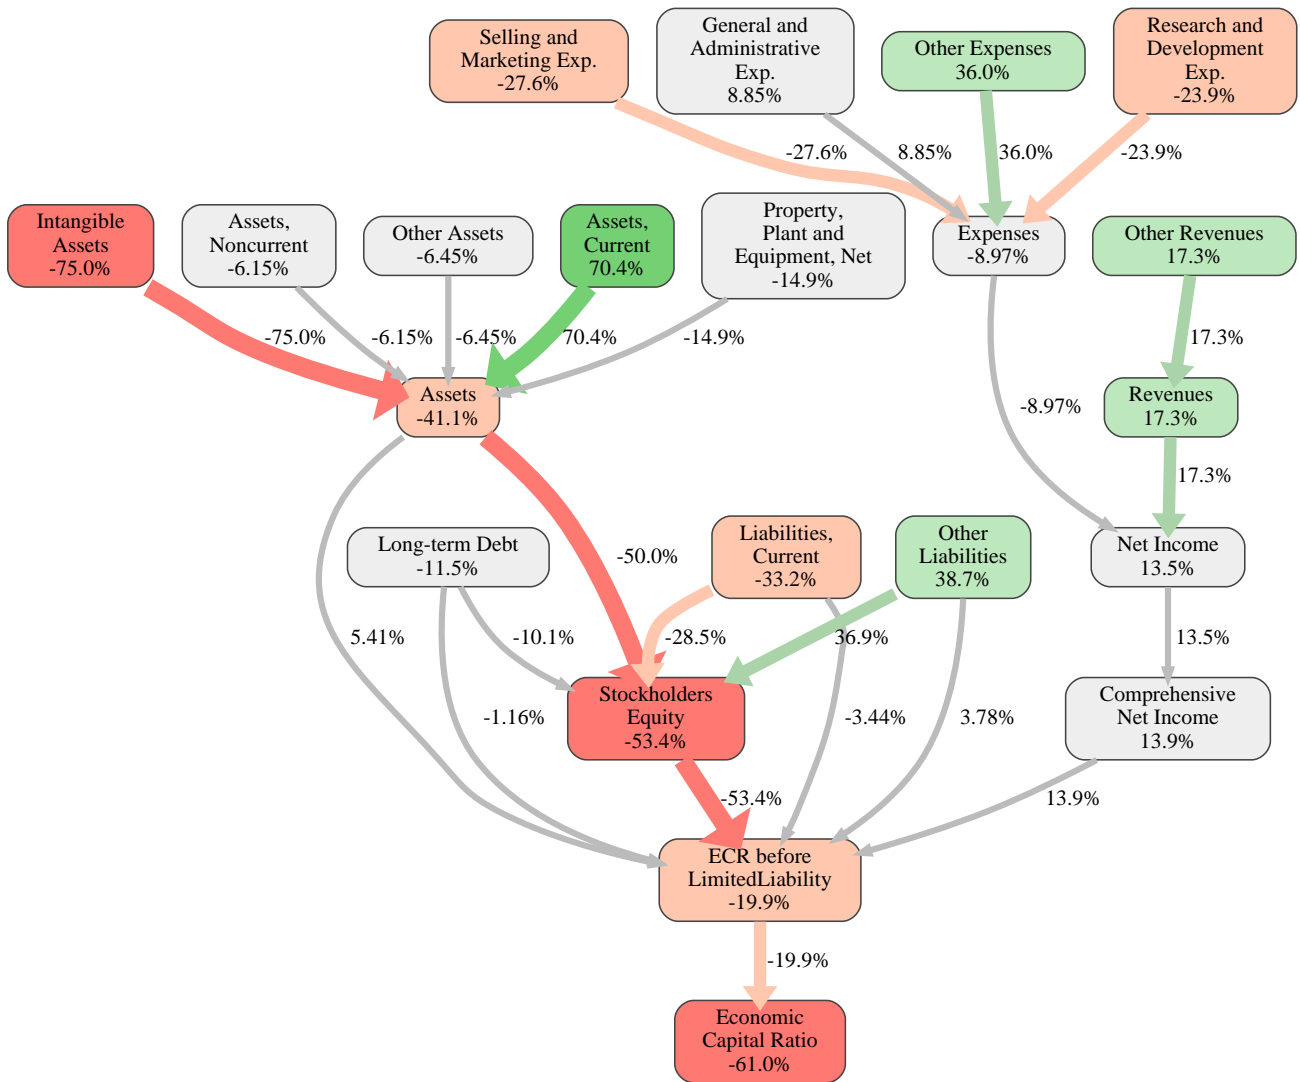 Selling and
Marketing Exp.
-27.6%
General and
Administrative
Exp.
8.85%
Other Expenses
36.0%
Research and
Development
Exp.
-23.9%
-27.6%
8.85%
36.0%
-23.9%
Intangible
Assets
-75.0%
Assets,
Noncurrent
-6.15%
Other Assets
-6.45%
Assets,
Current
70.4%
Property,
Plant and
Equipment, Net
-14.9%
Expenses
-8.97%
Other Revenues
17.3%
-75.0%
-6.15%
-6.45%
70.4%
-14.9%
17.3%
Assets
-41.1%
-8.97%
Revenues
17.3%
17.3%
Long-term Debt
-11.5%
-50.0%
Liabilities,
Current
-33.2%
Other
Liabilities
38.7%
Net Income
13.5%
5.41%
-10.1%
-28.5%
36.9%
13.5%
-1.16%
Stockholders
Equity
-53.4%
-3.44%
3.78%
Comprehensive
Net Income
13.9%
-53.4%
13.9%
ECR before
LimitedLiability
-19.9%
-19.9%
Economic
Capital Ratio
-61.0%